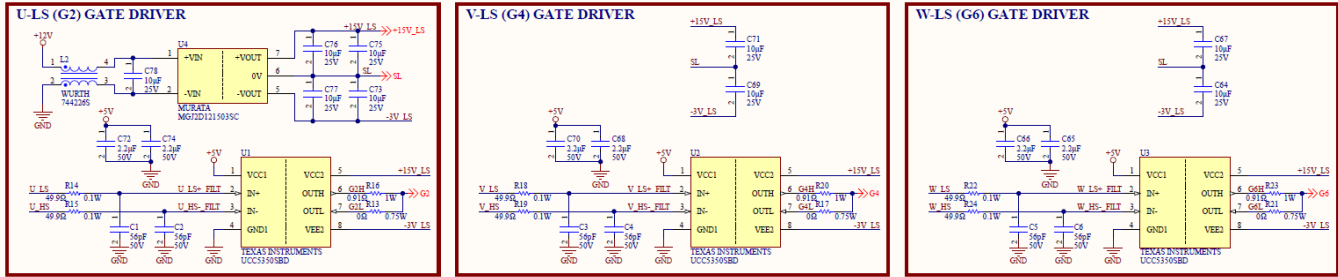 U-LS (G2) GATE DRIVER
+12V
L2
1
4
2
3
WURTH
744226S
GND
C78
10µF
25V
U4
1
+VIN
+VOUT
7
0V
6
2
-VIN
-VOUT
5
MURATA
MGJ2D121503SC
+15V_LS
+15V_LS
C76
10µF
25V
C75
10µF
25V
SL
SL
C77
10µF
25V
C73
10µF
25V
-3V_LS
+5V
C72
2.2µF
50V
C74
2.2µF
50V
GND
+5V
U1
1
VCC1
VCC2
5
+15V_LS
U_LS
R14
49.9Ω
0.1W
U_LS+_FILT
2
IN+
OUTH
6
G2H
R16
0.91Ω
1W
G2
U_HS
R15
49.9Ω
0.1W
U_HS-_FILT
3
IN-
OUTL
7
G2L
R13
0Ω
0.75W
4
GND1
VEE2
8
-3V_LS
C1
56pF
50V
C2
56pF
50V
GND
GND
GND
TEXAS INSTRUMENTS
UCC5350SBD
V-LS (G4) GATE DRIVER
+15V_LS
C71
10µF
25V
SL
C69
10µF
25V
-3V_LS
+5V
C70
2.2µF
50V
C68
2.2µF
50V
GND
+5V
U2
1
VCC1
VCC2
5
+15V_LS
V_LS
R18
49.9Ω
0.1W
V_LS+_FILT
2
IN+
OUTH
6
G4H
R20
0.91Ω
1W
G4
V_HS
R19
49.9Ω
0.1W
V_HS-_FILT
3
IN-
OUTL
7
G4L
R17
0Ω
0.75W
4
GND1
VEE2
8
-3V_LS
C3
56pF
50V
C4
56pF
50V
GND
GND
GND
TEXAS INSTRUMENTS
UCC5350SBD
W-LS (G6) GATE DRIVER
+15V_LS
C67
10µF
25V
SL
C64
10µF
25V
-3V_LS
+5V
C66
2.2µF
50V
C65
2.2µF
50V
GND
+5V
U3
1
VCC1
VCC2
5
+15V_LS
W_LS
R22
49.9Ω
0.1W
W_LS+_FILT
2
IN+
OUTH
6
G6H
R23
0.91Ω
1W
G6
W_HS
R24
49.9Ω
0.1W
W_HS-_FILT
3
IN-
OUTL
7
G6L
R21
0Ω
0.75W
4
GND1
VEE2
8
-3V_LS
C5
56pF
50V
C6
56pF
50V
GND
GND
GND
TEXAS INSTRUMENTS
UCC5350SBD